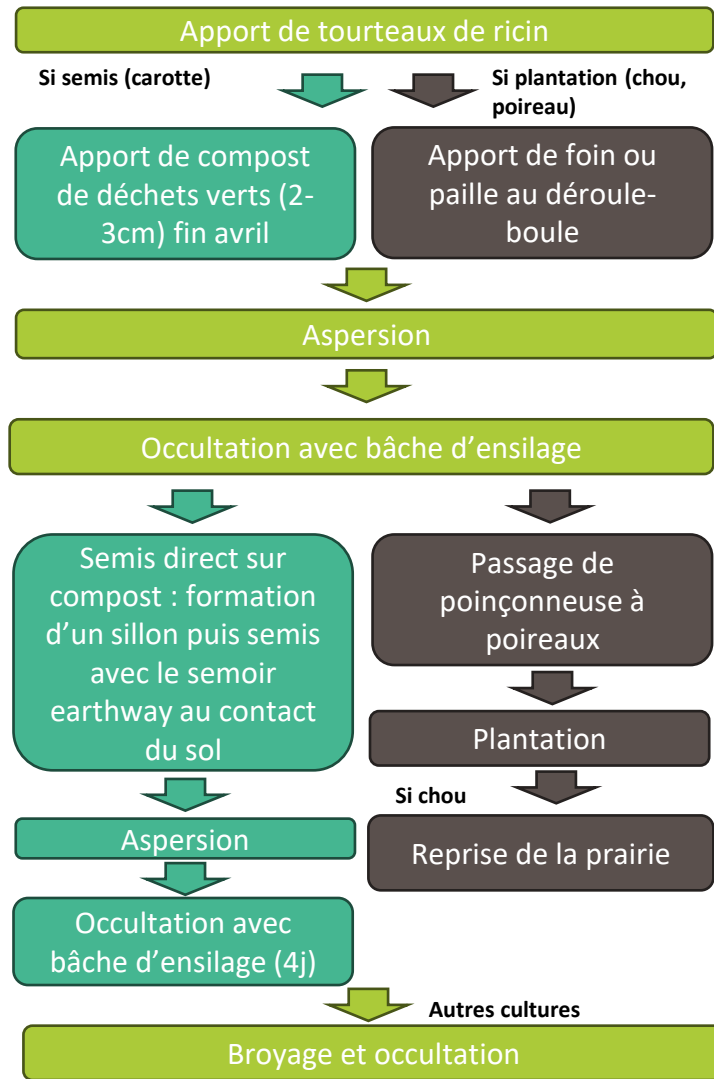 Apport de tourteaux de ricin
Si semis (carotte)
Si plantation (chou,
poireau)
Apport de compost
de déchets verts (2-
3cm) fin avril
Apport de foin ou
paille au déroule-
boule
Aspersion
Occultation avec bâche d’ensilage
Semis direct sur
compost : formation
d’un sillon puis semis
avec le semoir
earthway au contact
du sol
Passage de
poinçonneuse à
poireaux
Plantation
Si chou
Reprise de la prairie
Aspersion
Occultation avec
bâche d’ensilage (4j)
Autres cultures
Broyage et occultation